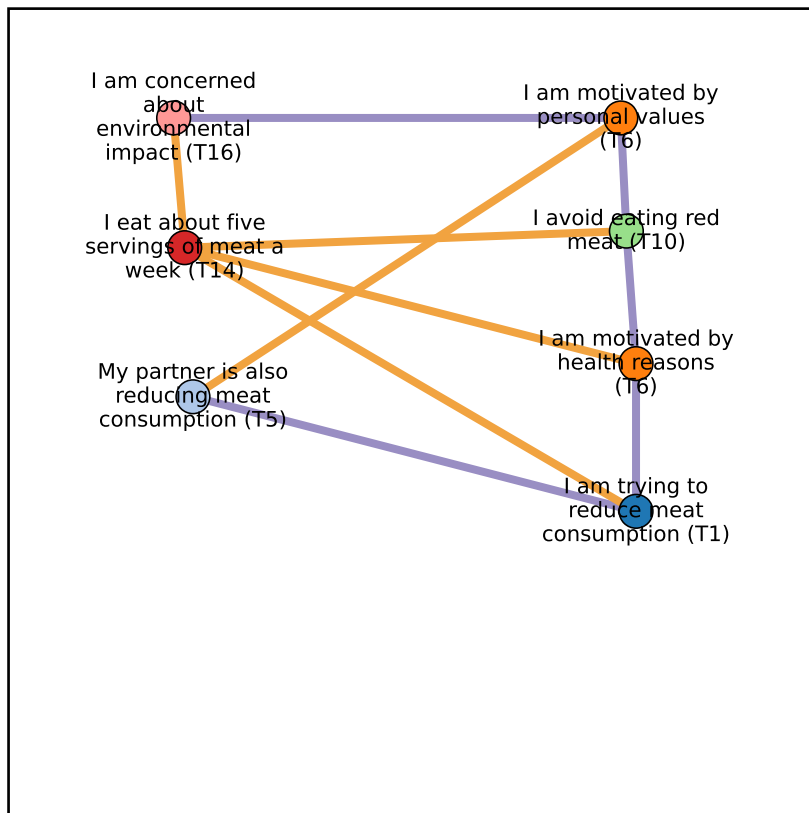 I am concerned
about
environmental
impact (T16)
I am motivated by
personal values
(T6)
I eat about five
servings of meat a
week (T14)
I avoid eating red
meat (T10)
I am motivated by
health reasons
(T6)
My partner is also
reducing meat
consumption (T5)
I am trying to
reduce meat
consumption (T1)